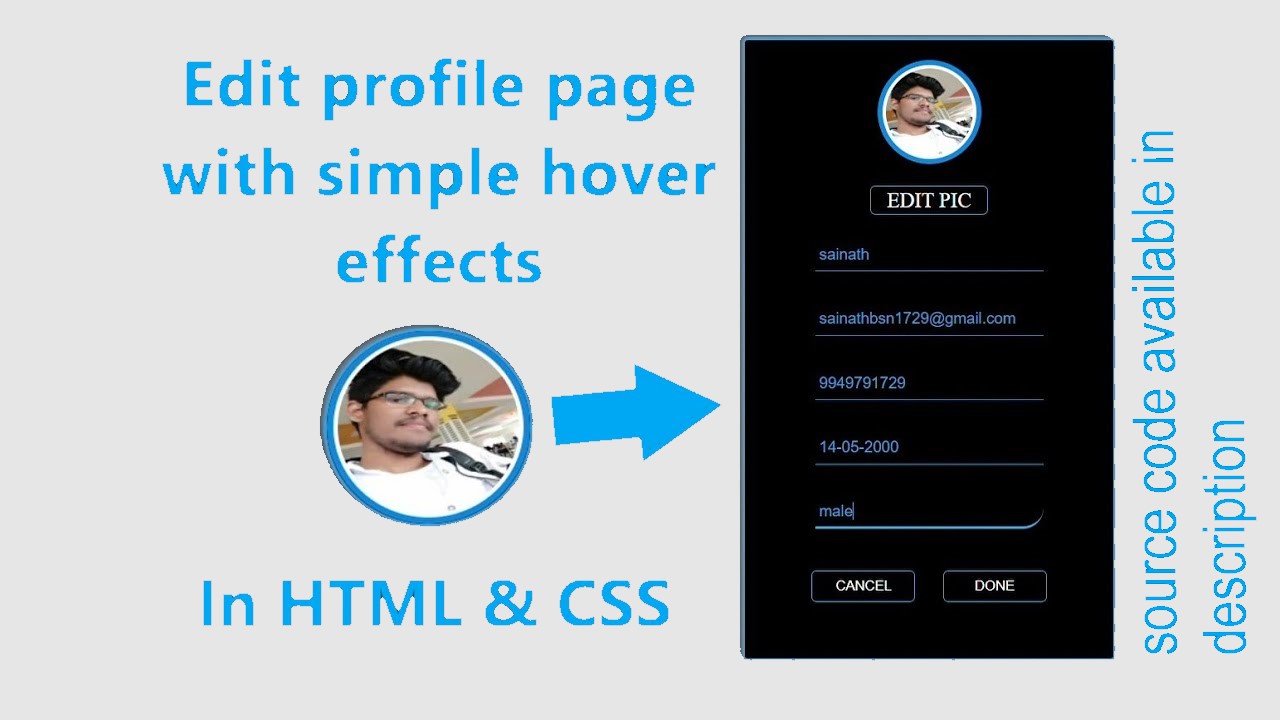 Edit profile page
with simple hover
effects
In HTML & CSS
EDIT PIC
sainath
sainathbsn1729@gmail.com
9949791729
14-05-2000
male
CANCEL
DONE
source code available in
description